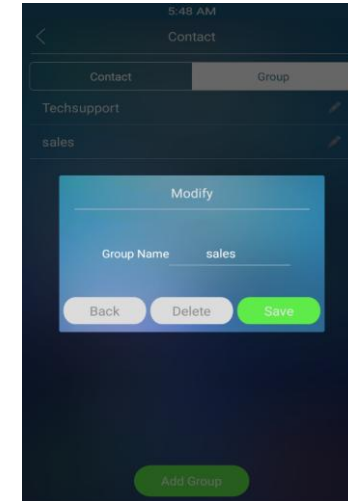 5:48 AM
Contact
Contact Group
Techsupport
sales
Modify
Group Name sales
Back Delete Save
Add Group